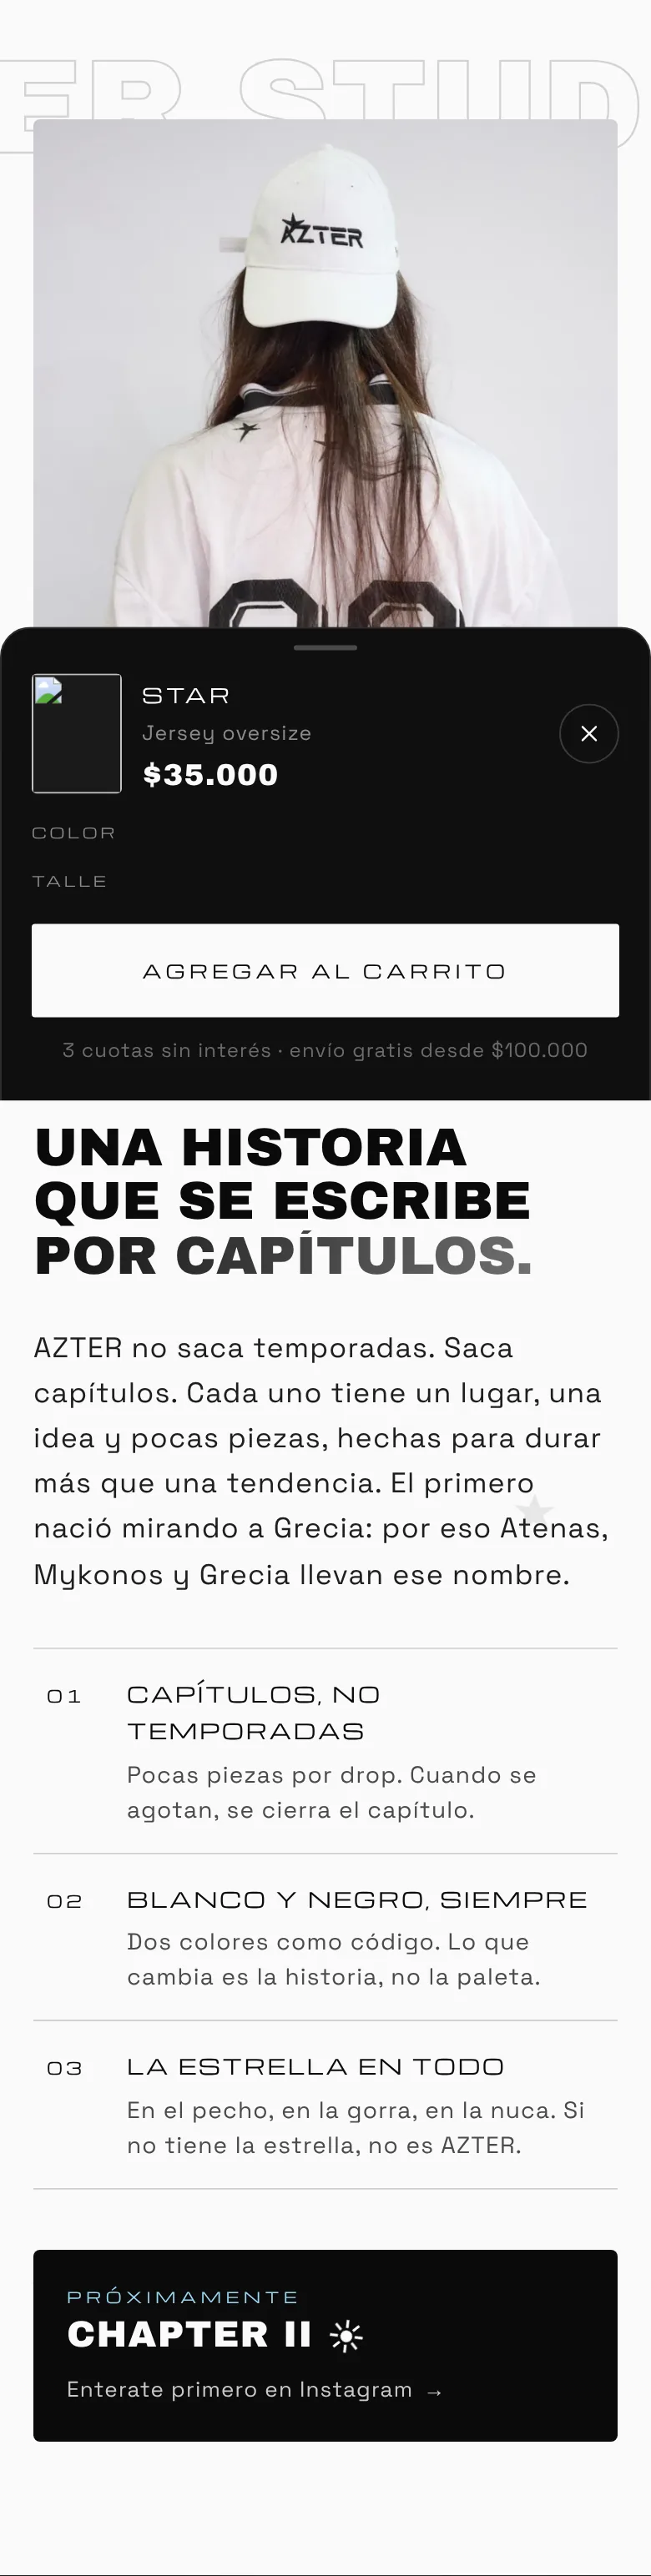 ER STUD
AZTER
STAR
Jersey oversize
$35.000
COLOR
TALLE
AGREGAR AL CARRITO
3 cuotas sin interés · envío gratis desde $100.000
UNA HISTORIA
QUE SE ESCRIBE
POR CAPÍTULOS.
AZTER no saca temporadas. Saca
capítulos. Cada uno tiene un lugar, una
idea y pocas piezas, hechas para durar
más que una tendencia. El primero
nació mirando a Grecia: por eso Atenas,
Mykonos y Grecia llevan ese nombre.
01 CAPÍTULOS, NO
TEMPORADAS
Pocas piezas por drop. Cuando se
agotan, se cierra el capítulo.
02 BLANCO Y NEGRO, SIEMPRE
Dos colores como código. Lo que
cambia es la historia, no la paleta.
03 LA ESTRELLA EN TODO
En el pecho, en la gorra, en la nuca. Si
no tiene la estrella, no es AZTER.
PRÓXIMAMENTE
CHAPTER II ☀
Enterate primero en Instagram →